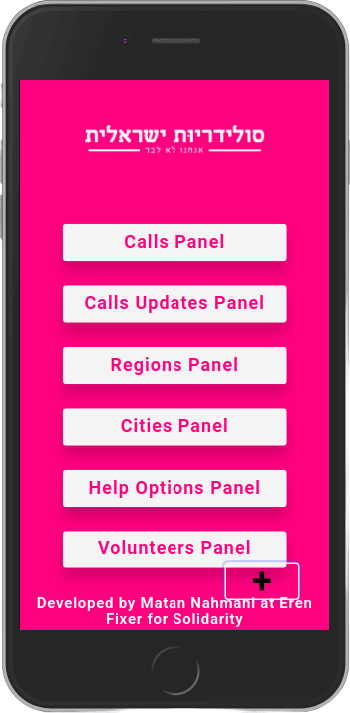 סולידריות ישראלית
אנחנו לא לבד
Calls Panel
Calls Updates Panel
Regions Panel
Cities Panel
Help Options Panel
Volunteers Panel
+
Developed by Matan Nahmani at Eren
Fixer for Solidarity